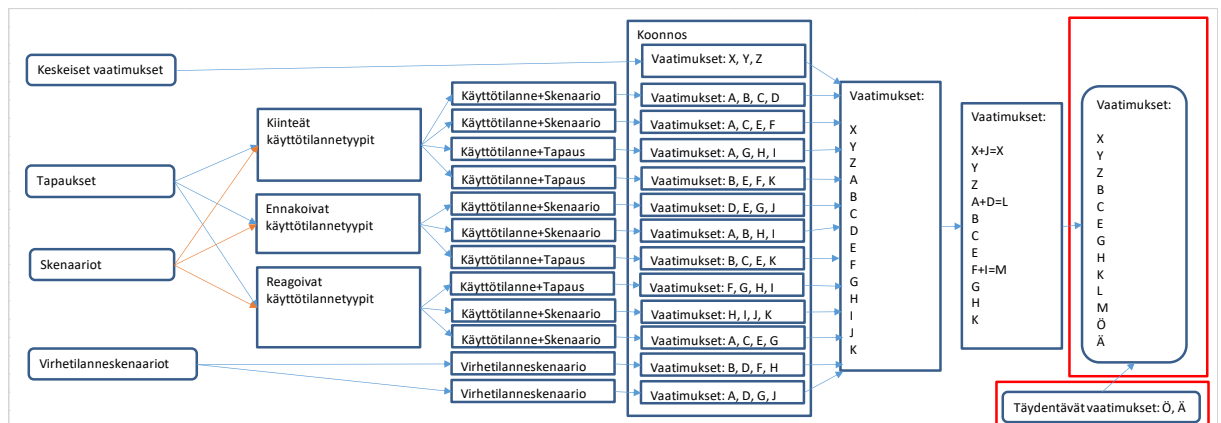 Keskeiset vaatimukset
Tapaukset
Skenaariot
Virhetilanneskenaariot
Kiinteät
käyttötilannetyypit
Ennakoivat
käyttötilannetyypit
Reagoivat
käyttötilannetyypit
Käyttötilanne+Skenaario
Käyttötilanne+Skenaario
Käyttötilanne+Tapaus
Käyttötilanne+Tapaus
Käyttötilanne+Skenaario
Käyttötilanne+Skenaario
Käyttötilanne+Tapaus
Käyttötilanne+Tapaus
Käyttötilanne+Skenaario
Käyttötilanne+Skenaario
Virhetilanneskenaario
Virhetilanneskenaario
Koonnos
Vaatimukset: X, Y, Z
Vaatimukset: A, B, C, D
Vaatimukset: A, C, E, F
Vaatimukset: A, G, H, I
Vaatimukset: B, E, F, K
Vaatimukset: D, E, G, J
Vaatimukset: A, B, H, I
Vaatimukset: B, C, E, K
Vaatimukset: F, G, H, I
Vaatimukset: H, I, J, K
Vaatimukset: A, C, E, G
Vaatimukset: B, D, F, H
Vaatimukset: A, D, G, J
Vaatimukset:
X
Y
Z
A
B
C
D
E
F
G
H
I
J
K
Vaatimukset:
X+J=X
Y
Z
A+D=L
B
C
E
F+I=M
G
H
K
Vaatimukset:
X
Y
Z
B
C
E
G
H
K
L
M
Ö
Ä
Täydentävät vaatimukset: Ö, Ä